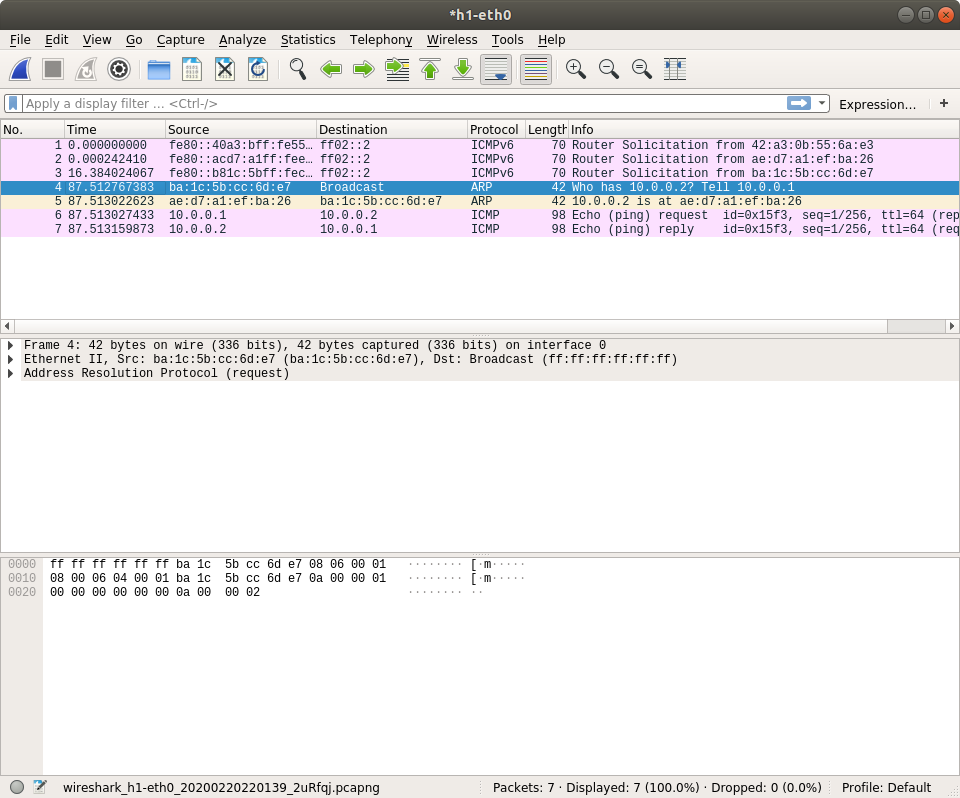 *h1-eth0
File Edit View Go Capture Analyze Statistics Telephony Wireless Tools Help
Apply a display filter ... <Ctrl-/> Expression... +
No. Time Source Destination Protocol Length Info
1 0.000000000 fe80::40a3:bff:fe55… ff02::2 ICMPv6 70 Router Solicitation from 42:a3:0b:55:6a:e3
2 0.000242410 fe80::acd7:a1ff:fee… ff02::2 ICMPv6 70 Router Solicitation from ae:d7:a1:ef:ba:26
3 16.384024067 fe80::b81c:5bff:fec… ff02::2 ICMPv6 70 Router Solicitation from ba:1c:5b:cc:6d:e7
4 87.512767383 ba:1c:5b:cc:6d:e7 Broadcast ARP 42 Who has 10.0.0.2? Tell 10.0.0.1
5 87.513022623 ae:d7:a1:ef:ba:26 ba:1c:5b:cc:6d:e7 ARP 42 10.0.0.2 is at ae:d7:a1:ef:ba:26
6 87.513027433 10.0.0.1 10.0.0.2 ICMP 98 Echo (ping) request id=0x15f3, seq=1/256, ttl=64 (rep
7 87.513159873 10.0.0.2 10.0.0.1 ICMP 98 Echo (ping) reply id=0x15f3, seq=1/256, ttl=64 (req
Frame 4: 42 bytes on wire (336 bits), 42 bytes captured (336 bits) on interface 0
Ethernet II, Src: ba:1c:5b:cc:6d:e7 (ba:1c:5b:cc:6d:e7), Dst: Broadcast (ff:ff:ff:ff:ff:ff)
Address Resolution Protocol (request)
0000 ff ff ff ff ff ff ba 1c 5b cc 6d e7 08 06 00 01 ········ [·m·····
0010 08 00 06 04 00 01 ba 1c 5b cc 6d e7 0a 00 00 01 ········ [·m·····
0020 00 00 00 00 00 00 0a 00 00 02 ········ ··
wireshark_h1-eth0_20200220220139_2uRfqj.pcapng Packets: 7 · Displayed: 7 (100.0%) · Dropped: 0 (0.0%) Profile: Default